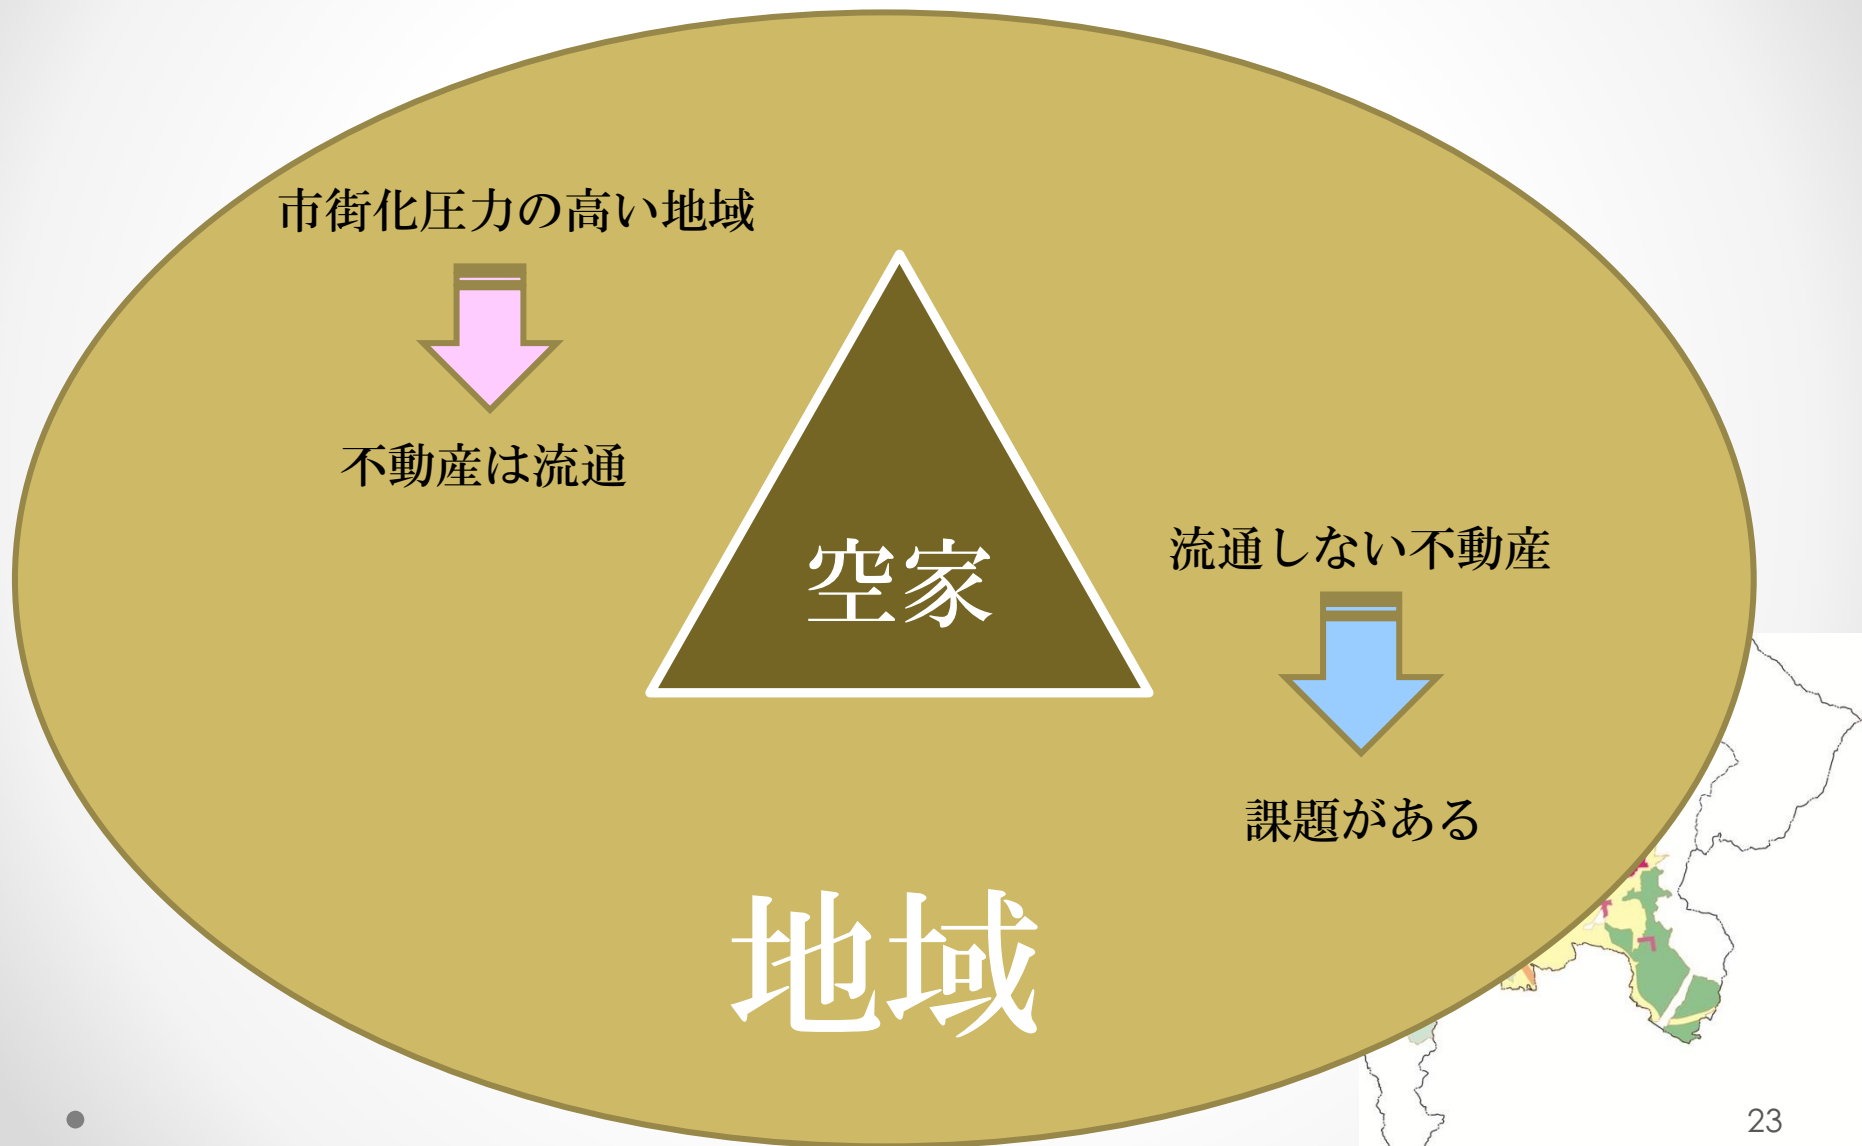 市街化圧力の高い地域
不動産は流通
空家
流通しない不動産
課題がある
地域
23